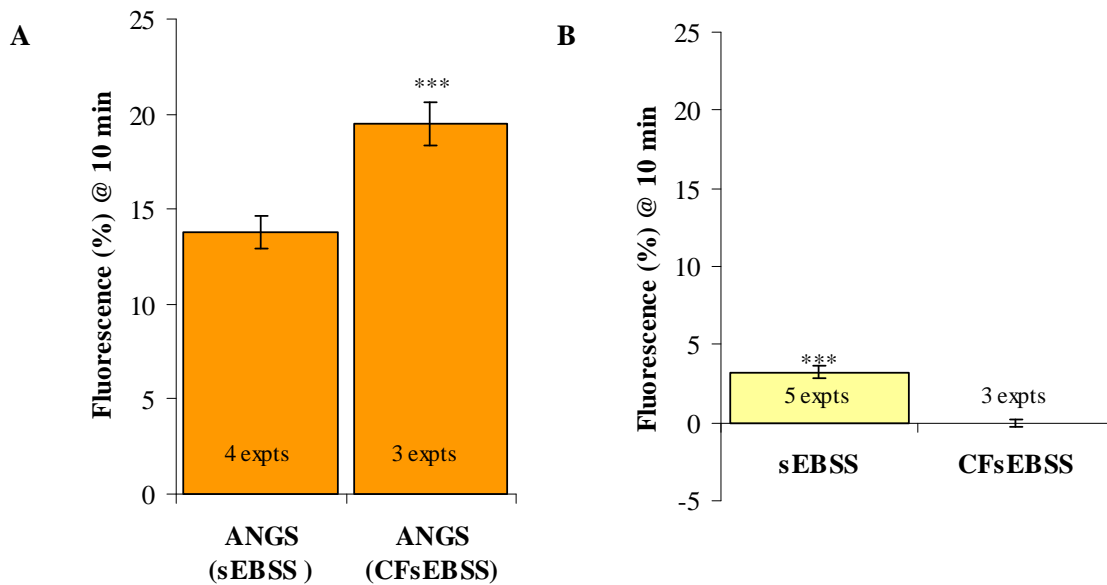 A
Fluorescence (%) @ 10 min
25
20
15
10
5
0
***
4 expts
3 expts
ANGS
(sEBSS )
ANGS
(CFsEBSS)
B
Fluorescence (%) @ 10 min
25
20
15
10
5
0
-5
***
5 expts
3 expts
sEBSS
CFsEBSS